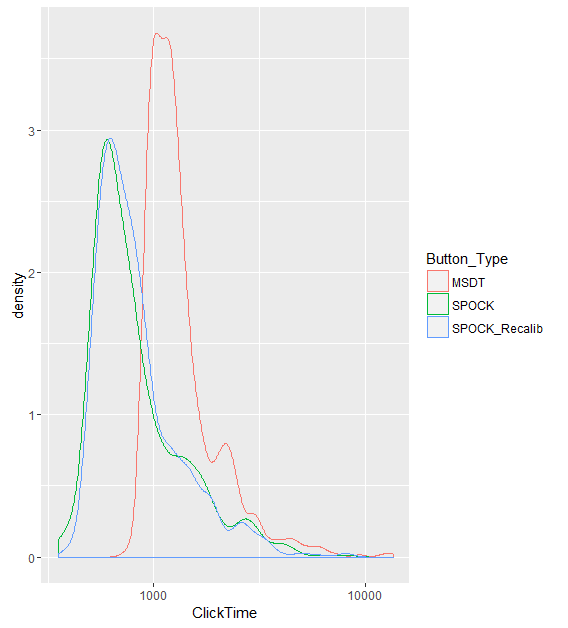 density
3
2
1
0
1000
10000
ClickTime
Button_Type
MSDT
SPOCK
SPOCK_Recalib